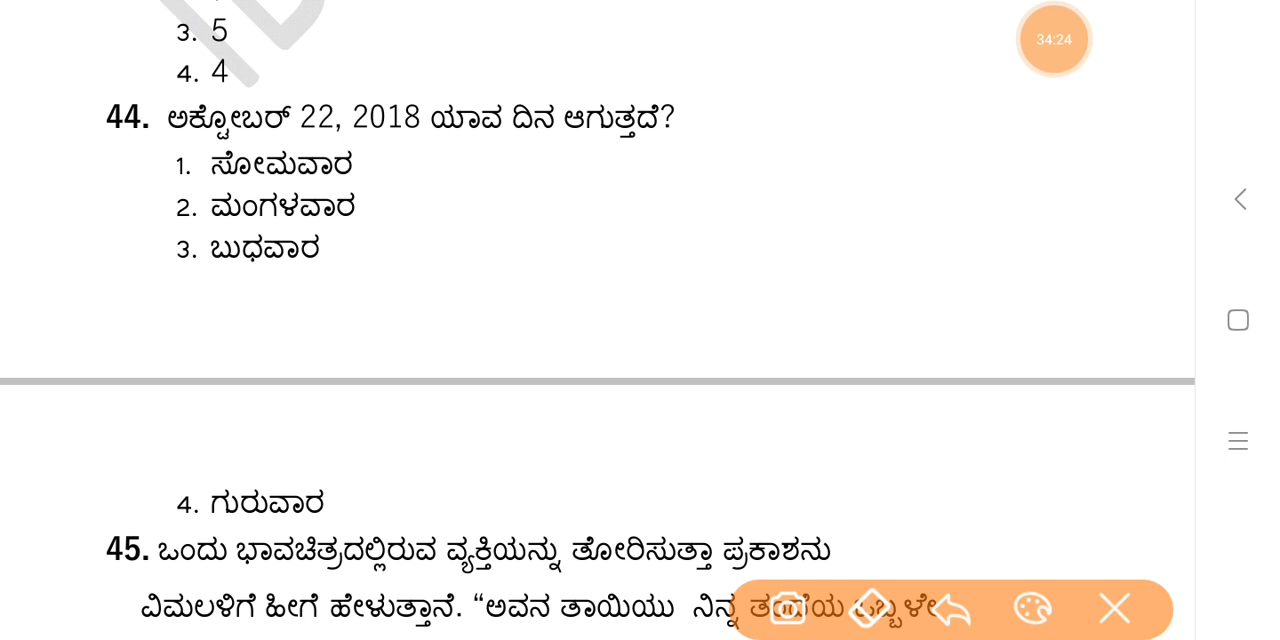 3. 5
34:24
4. 4
44. ಅಕ್ಟೋಬರ್ 22, 2018 ಯಾವ ದಿನ ಆಗುತ್ತದೆ?
1. ಸೋಮವಾರ
2. ಮಂಗಳವಾರ
3. ಬುಧವಾರ
4. ಗುರುವಾರ
45. ಒಂದು ಭಾವಚಿತ್ರದಲ್ಲಿರುವ ವ್ಯಕ್ತಿಯನ್ನು ತೋರಿಸುತ್ತಾ ಪ್ರಕಾಶನು
ವಿಮಲಳಿಗೆ ಹೀಗೆ ಹೇಳುತ್ತಾನೆ. “ಅವನ ತಾಯಿಯು ನಿನ್ನ